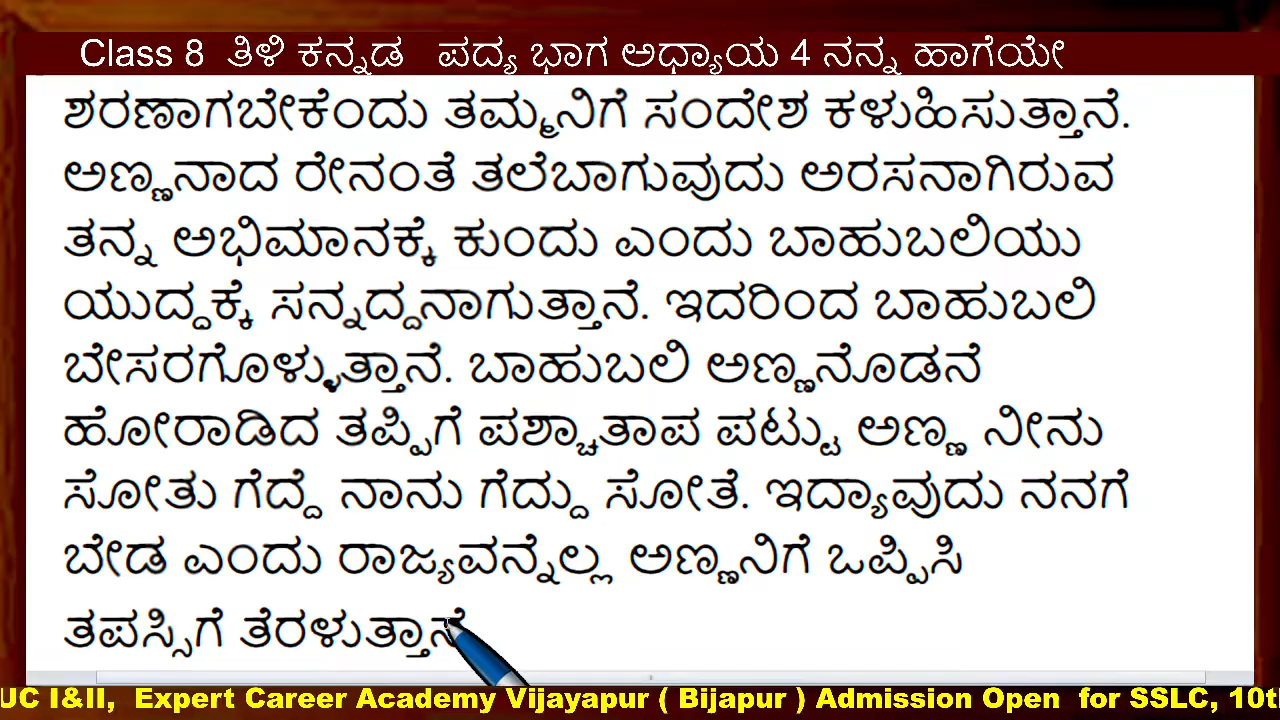 Class 8 ತಿಳಿ ಕನ್ನಡ ಪದ್ಯ ಭಾಗ ಅಧ್ಯಾಯ 4 ನನ್ನ ಹಾಗೆಯೇ
ಶರಣಾಗಬೇಕೆಂದು ತಮ್ಮನಿಗೆ ಸಂದೇಶ ಕಳುಹಿಸುತ್ತಾನೆ.
ಅಣ್ಣನಾದ ರೇನಂತೆ ತಲೆಬಾಗುವುದು ಅರಸನಾಗಿರುವ
ತನ್ನ ಅಭಿಮಾನಕ್ಕೆ ಕುಂದು ಎಂದು ಬಾಹುಬಲಿಯು
ಯುದ್ದಕ್ಕೆ ಸನ್ನದ್ದನಾಗುತ್ತಾನೆ. ಇದರಿಂದ ಬಾಹುಬಲಿ
ಬೇಸರಗೊಳ್ಳುತ್ತಾನೆ. ಬಾಹುಬಲಿ ಅಣ್ಣನೊಡನೆ
ಹೋರಾಡಿದ ತಪ್ಪಿಗೆ ಪಶ್ಚಾತಾಪ ಪಟ್ಟು ಅಣ್ಣ ನೀನು
ಸೋತು ಗೆದ್ದೆ ನಾನು ಗೆದ್ದು ಸೋತೆ. ಇದ್ಯಾವುದು ನನಗೆ
ಬೇಡ ಎಂದು ರಾಜ್ಯವನ್ನೆಲ್ಲ ಅಣ್ಣನಿಗೆ ಒಪ್ಪಿಸಿ
ತಪಸ್ಸಿಗೆ ತೆರಳುತ್ತಾನೆ
UC I&II, Expert Career Academy Vijayapur ( Bijapur ) Admission Open for SSLC, 10t